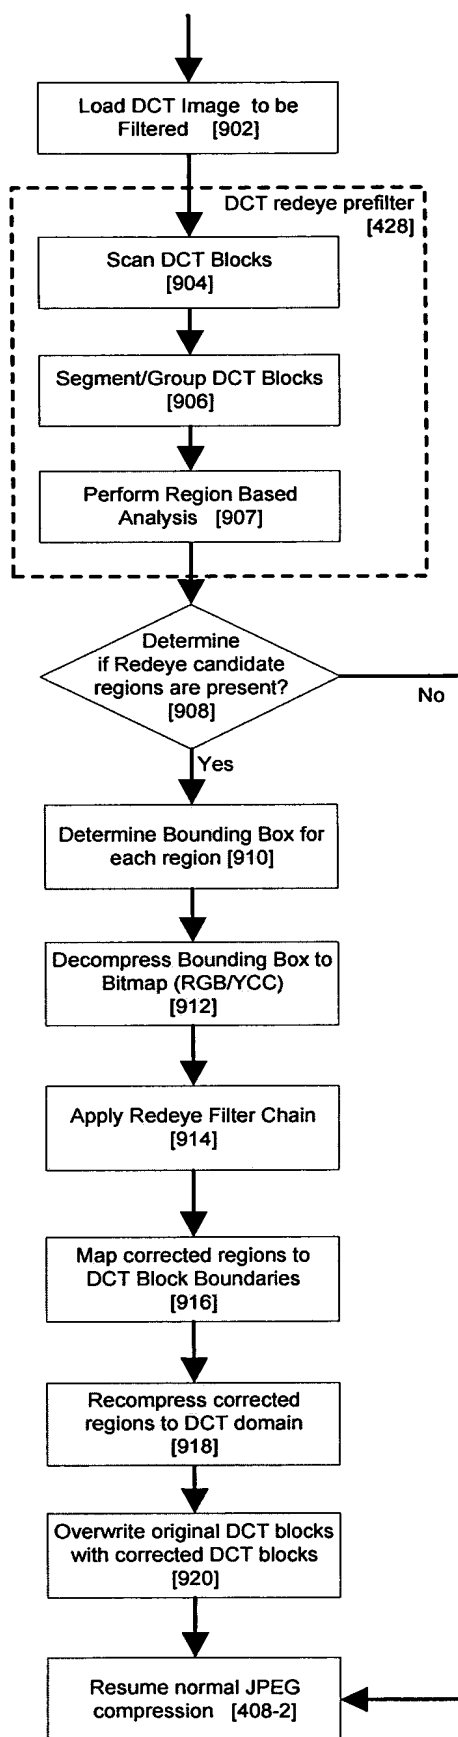 Load DCT Image to be
Filtered [902]
DCT redeye prefilter
[428]
Scan DCT Blocks
[904]
Segment/Group DCT Blocks
[906]
Perform Region Based
Analysis [907]
Determine
if Redeye candidate
regions are present?
[908]
No
Yes
Determine Bounding Box for
each region [910]
Decompress Bounding Box to
Bitmap (RGB/YCC)
[912]
Apply Redeye Filter Chain
[914]
Map corrected regions to
DCT Block Boundaries
[916]
Recompress corrected
regions to DCT domain
[918]
Overwrite original DCT blocks
with corrected DCT blocks
[920]
Resume normal JPEG
compression [408-2]